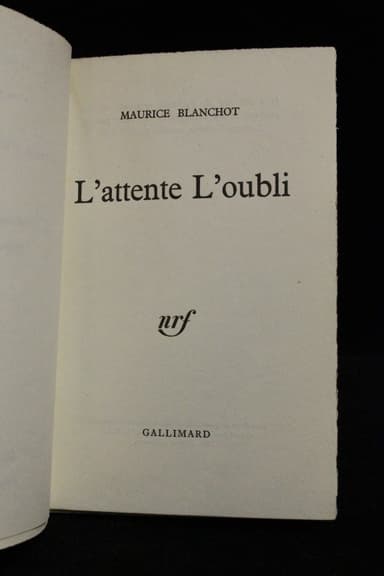 MAURICE BLANCHOT
L'attente L'oubli
nrf
GALLIMARD